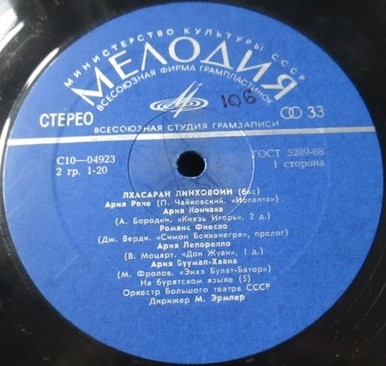 МИНИСТЕРСТВО КУЛЬТУРЫ СССР
МЕЛОДИЯ
ВСЕСОЮЗНАЯ ФИРМА ГРАМПЛАСТИНОК
106
СТЕРЕО
33
ВСЕСОЮЗНАЯ СТУДИЯ ГРАМЗАПИСИ
С10—04923
ГОСТ 5289-68
2 гр. 1-20
1 сторона
ЛХАСАРАН ЛИНХОВОИН (бас)
Ария Рене (П. Чайковский. «Иоланта»)
Ария Кончака
(А. Бородин. «Князь Игорь», 2 д.)
Романс Фиеско
(Дж. Верди. «Симон Бокканегра», пролог)
Ария Лепорелло
(В. Моцарт. «Дон Жуан», 1 д.)
Ария Буумал-Хаана
(М. Фролов. «Энхэ Булат-Батор»)
На бурятском языке (5)
Оркестр Большого театра СССР
Дирижер М. Эрмлер